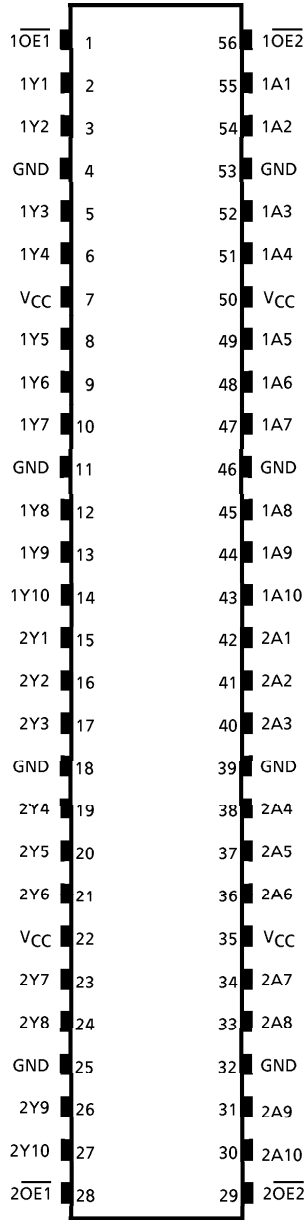 1OE1 1 56 1OE2
1Y1 2 55 1A1
1Y2 3 54 1A2
GND 4 53 GND
1Y3 5 52 1A3
1Y4 6 51 1A4
VCC 7 50 VCC
1Y5 8 49 1A5
1Y6 9 48 1A6
1Y7 10 47 1A7
GND 11 46 GND
1Y8 12 45 1A8
1Y9 13 44 1A9
1Y10 14 43 1A10
2Y1 15 42 2A1
2Y2 16 41 2A2
2Y3 17 40 2A3
GND 18 39 GND
2Y4 19 38 2A4
2Y5 20 37 2A5
2Y6 21 36 2A6
VCC 22 35 VCC
2Y7 23 34 2A7
2Y8 24 33 2A8
GND 25 32 GND
2Y9 26 31 2A9
2Y10 27 30 2A10
2OE1 28 29 2OE2